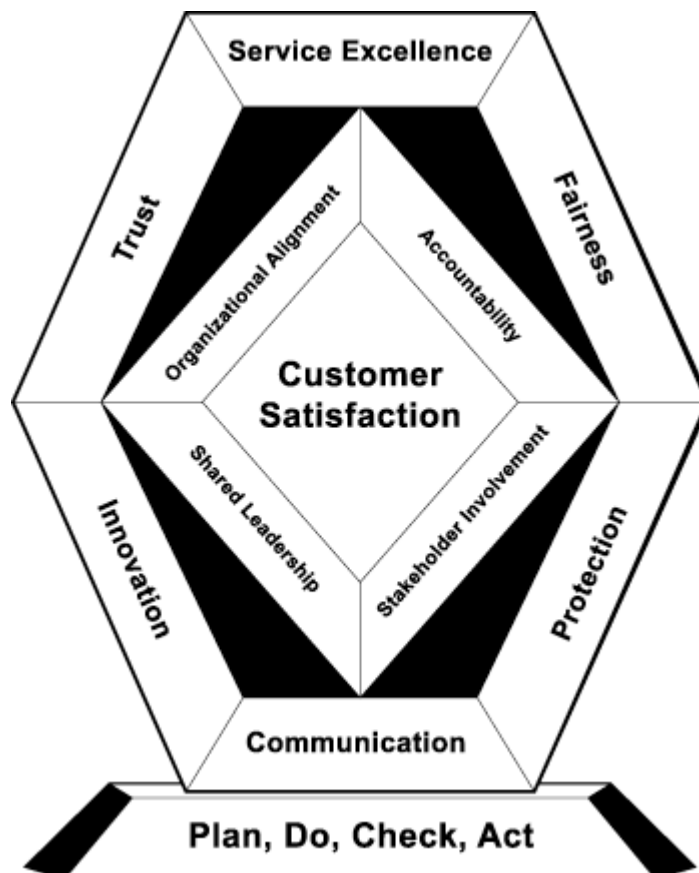 Service Excellence
Trust
Fairness
Organizational Alignment
Accountability
Customer
Satisfaction
Shared Leadership
Stakeholder Involvement
Innovation
Protection
Communication
Plan, Do, Check, Act